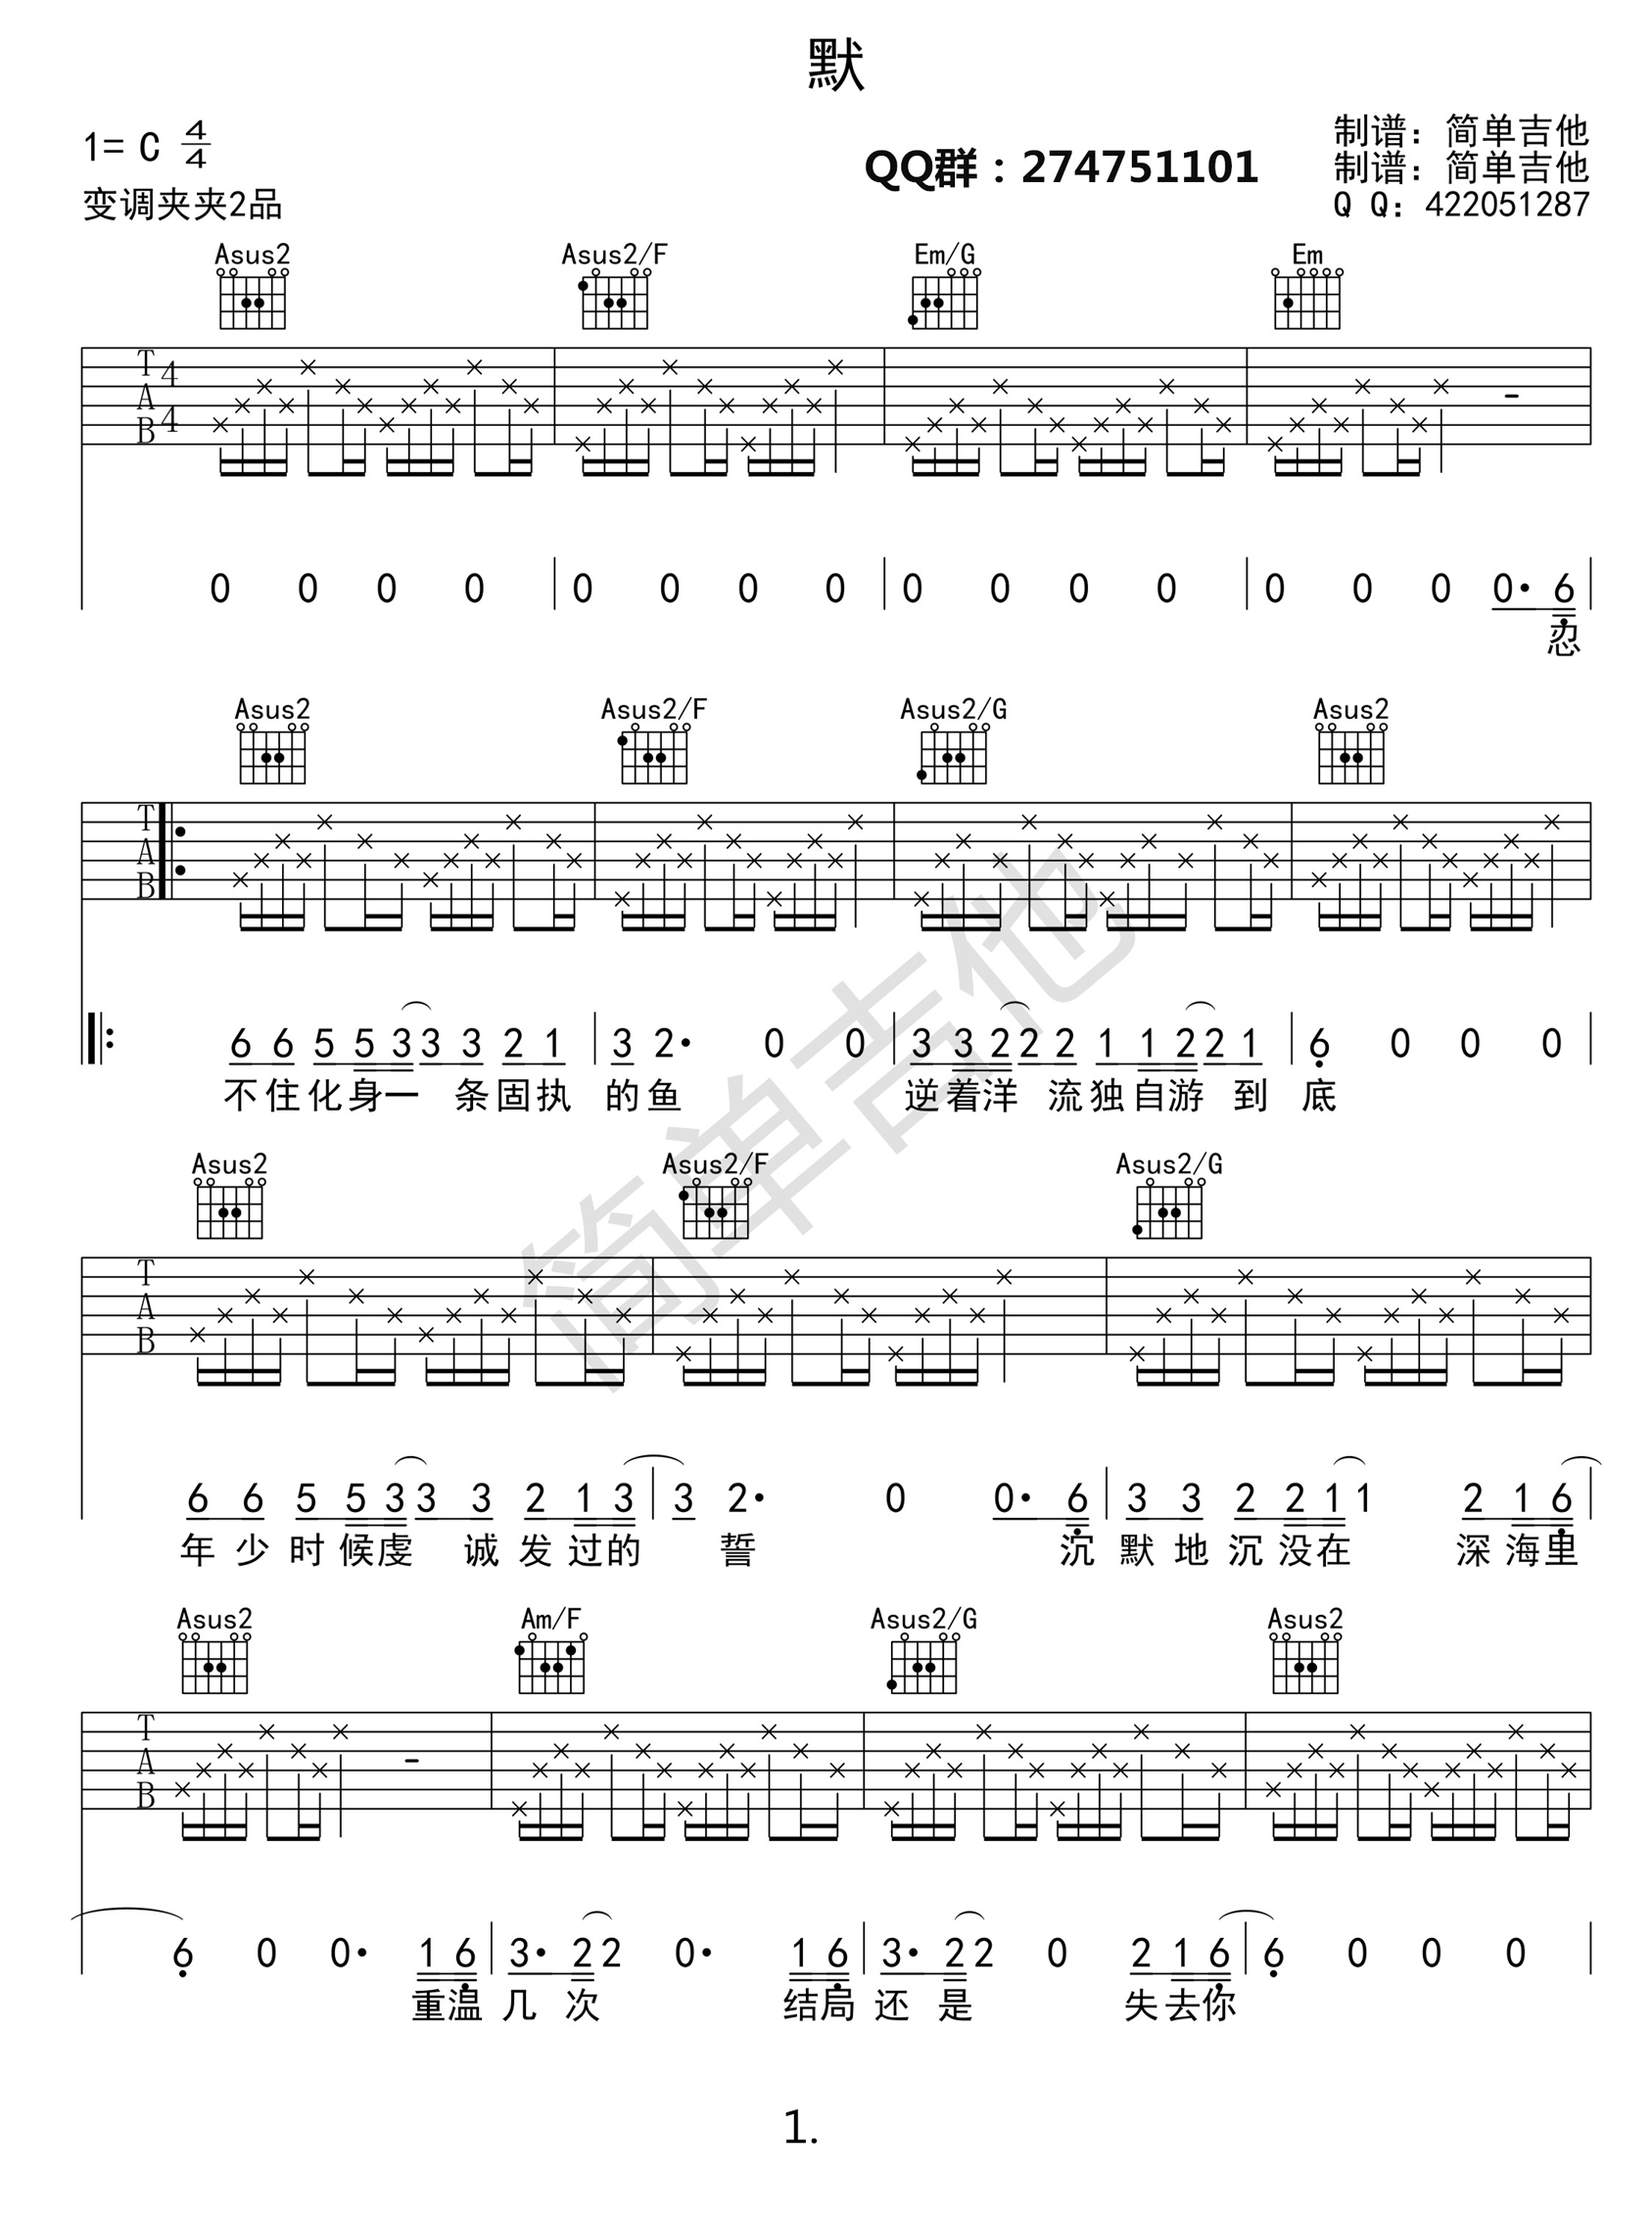 默
1= C 4/4
QQ群：274751101
制谱：简单吉他
制谱：简单吉他
变调夹夹2品
Q Q：422051287
Asus2 Asus2/F Em/G Em
T A B 4 4
0 0 0 0 0 0 0 0 0 0 0 0 0 0 0 0· 6
忍
Asus2 Asus2/F Asus2/G Asus2
T A B
6 6 5 5 3 3 3 2 1 3 2· 0 0 3 3 2 2 2 1 1 2 2 1 6 0 0 0
不住化身一 条固执 的鱼 逆着洋 流独自游 到 底
Asus2 Asus2/F Asus2/G
T A B
6 6 5 5 3 3 3 2 1 3 3 2· 0 0· 6 3 3 2 2 1 1 2 1 6
年少时候虔 诚发过的 誓 沉 默地沉没在 深海里
Asus2 Am/F Asus2/G Asus2
T A B
6 0 0· 1 6 3· 2 2 0· 1 6 3· 2 2 0 2 1 6 6 0 0 0
重温 几次 结局 还是 失去你
简单吉他
1.